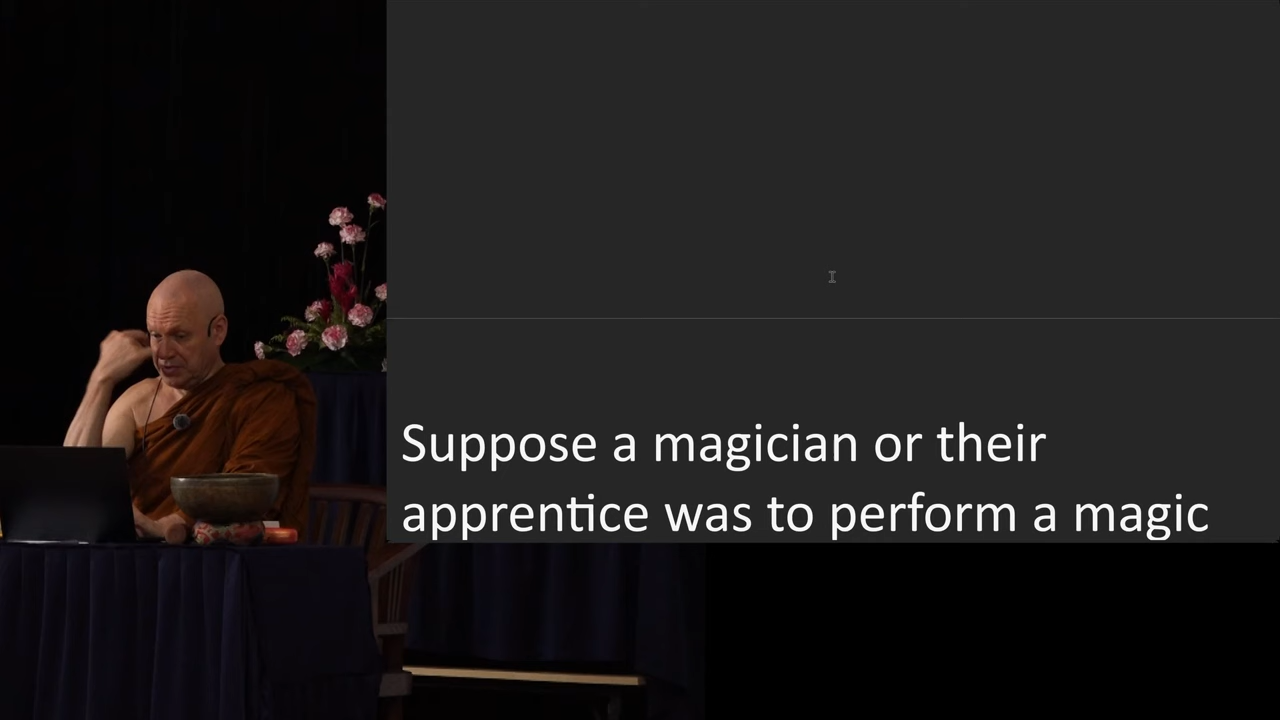 Suppose a magician or their
apprentice was to perform a magic